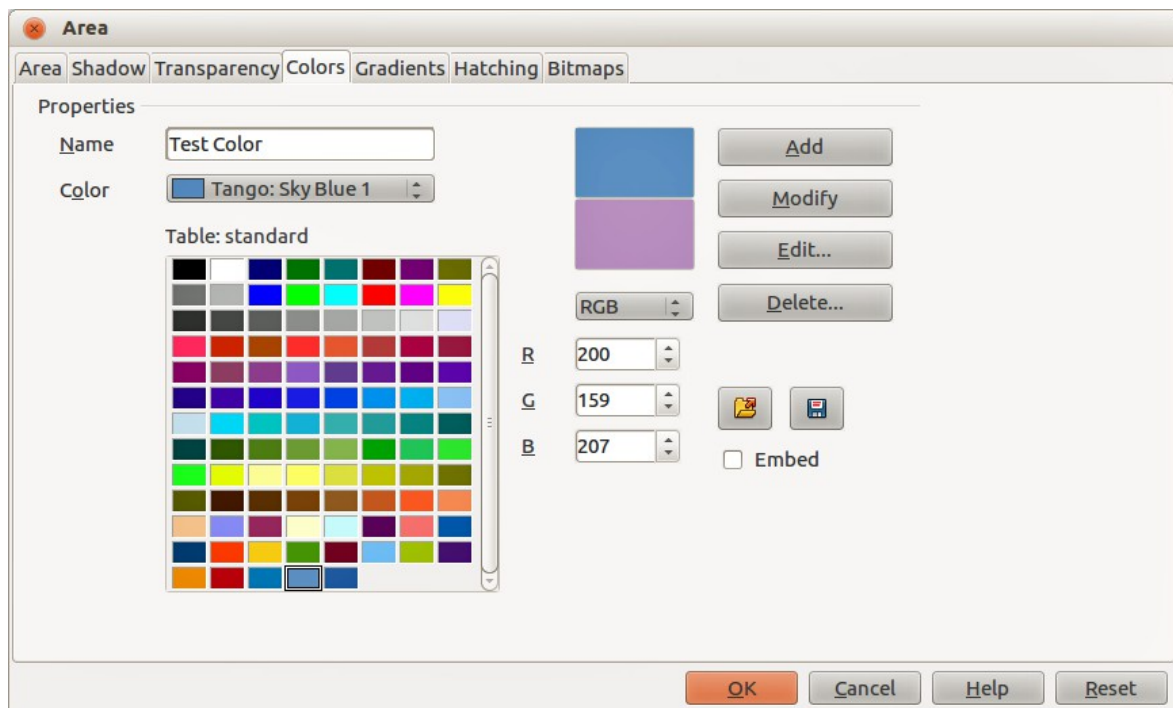 Area
Area Shadow Transparency Colors Gradients Hatching Bitmaps
Properties
Name Test Color Add
Color Tango: Sky Blue 1 Modify
Table: standard Edit...
RGB Delete...
R 200
G 159
B 207 Embed
OK Cancel Help Reset